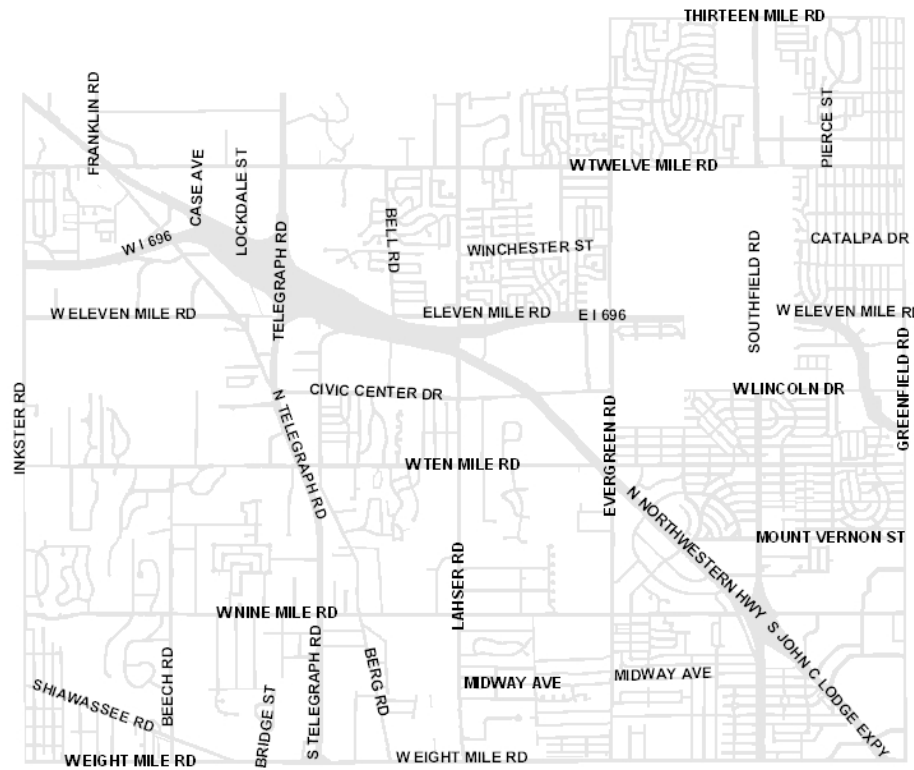 THIRTEEN MILE RD
FRANKLIN RD
PIERCE ST
CASE AVE
LOCKDALE ST
W TWELVE MILE RD
BELL RD
W I 696
WINCHESTER ST
CATALPA DR
TELEGRAPH RD
SOUTHFIELD RD
W ELEVEN MILE RD
ELEVEN MILE RD
E I 696
W ELEVEN MILE
GREENFIELD RD
CIVIC CENTER DR
W LINCOLN DR
INKSTER RD
N TELEGRAPH RD
EVERGREEN RD
W TEN MILE RD
N NORTHWESTERN HWY
MOUNT VERNON ST
LAHSER RD
W NINE MILE RD
S JOHN C LODGE EXPY
SHIAWASSEE RD
BEECH RD
BRIDGE ST
S TELEGRAPH RD
BERG RD
MIDWAY AVE
MIDWAY AVE
W EIGHT MILE RD
W EIGHT MILE RD